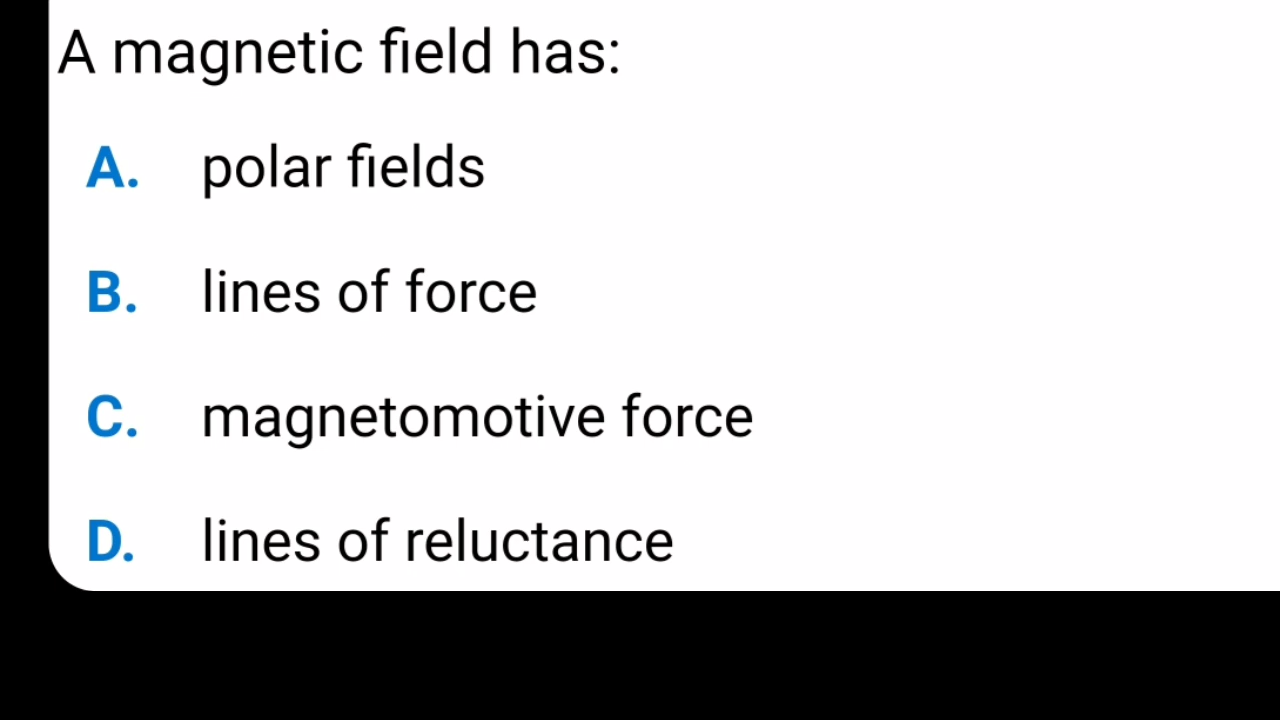 A magnetic field has:
A. polar fields
B. lines of force
C. magnetomotive force
D. lines of reluctance